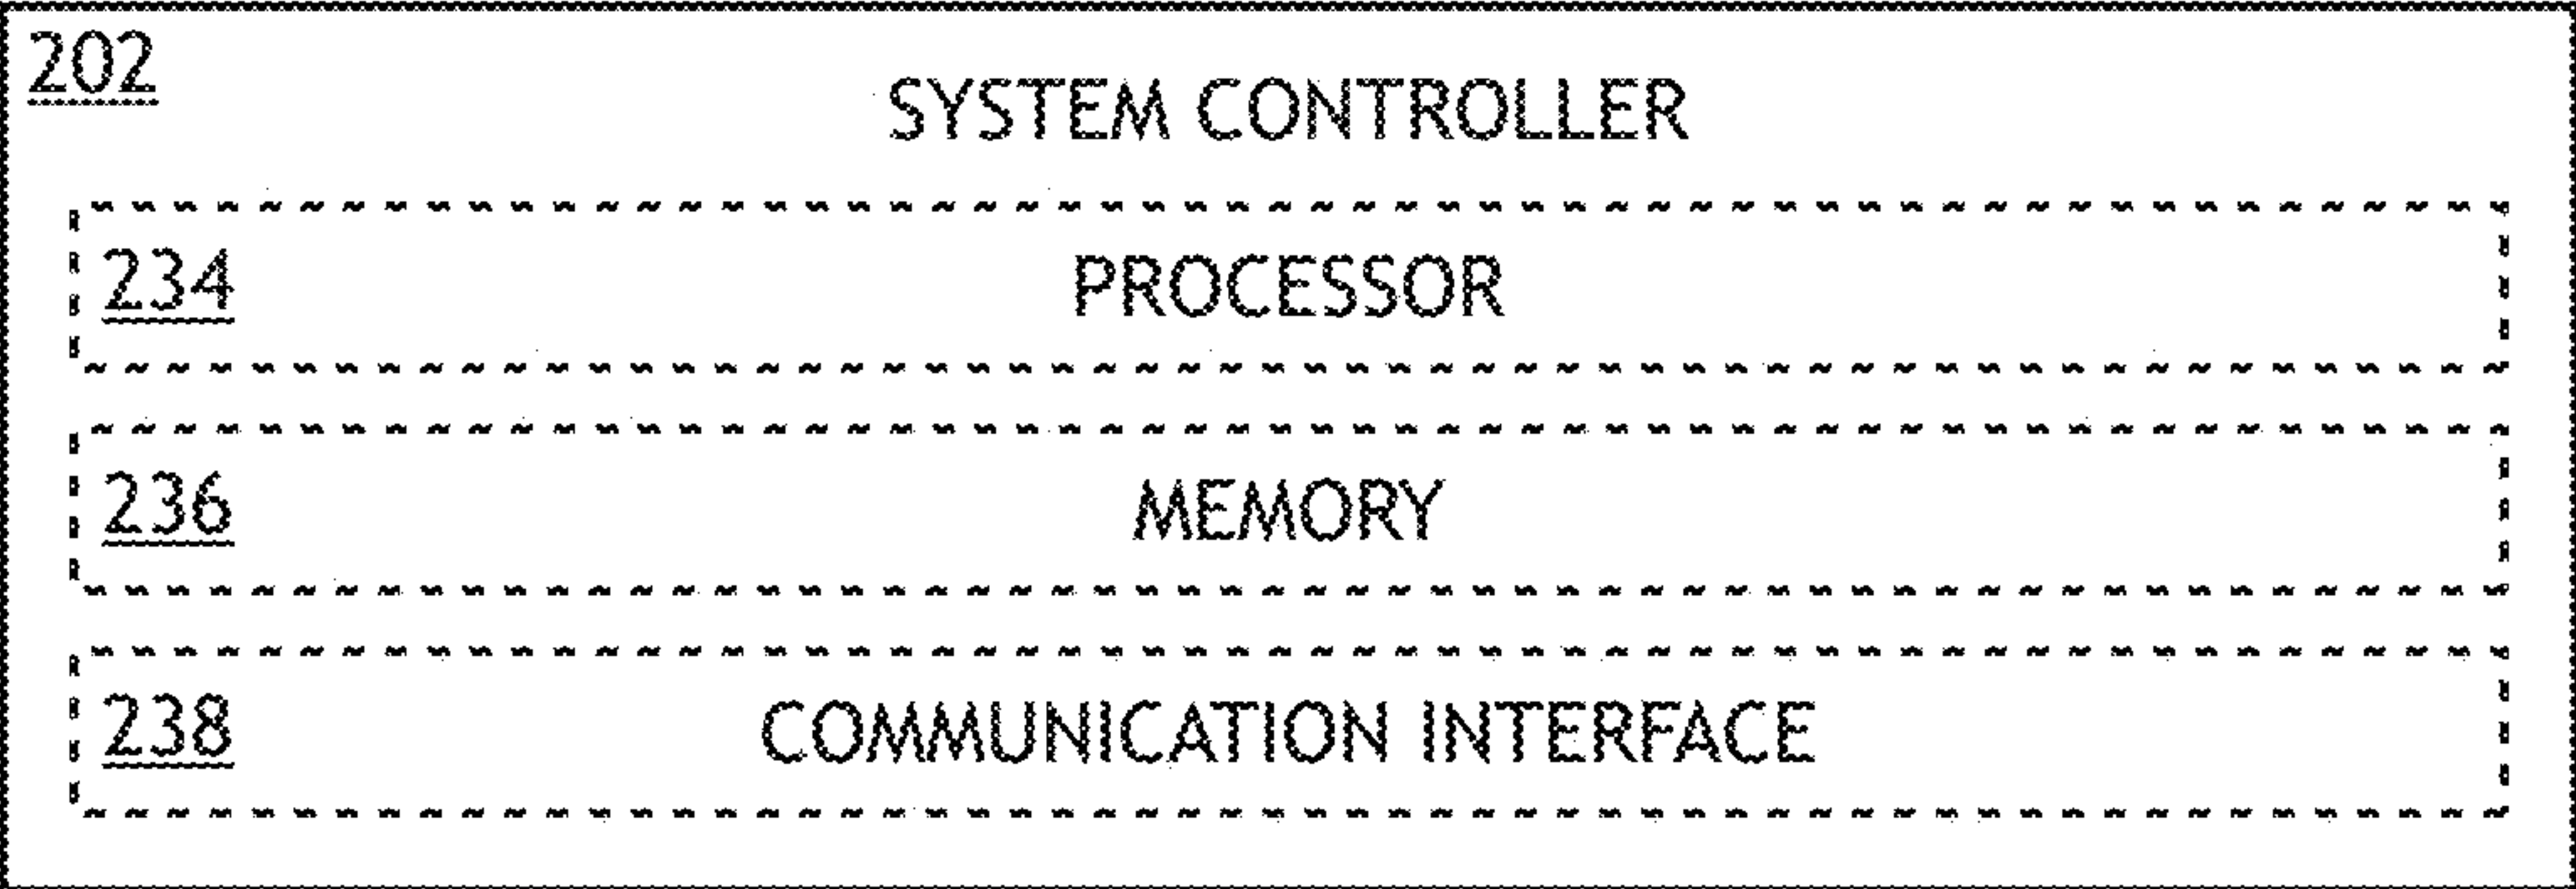 202
SYSTEM CONTROLLER
234 PROCESSOR
236 MEMORY
238 COMMUNICATION INTERFACE